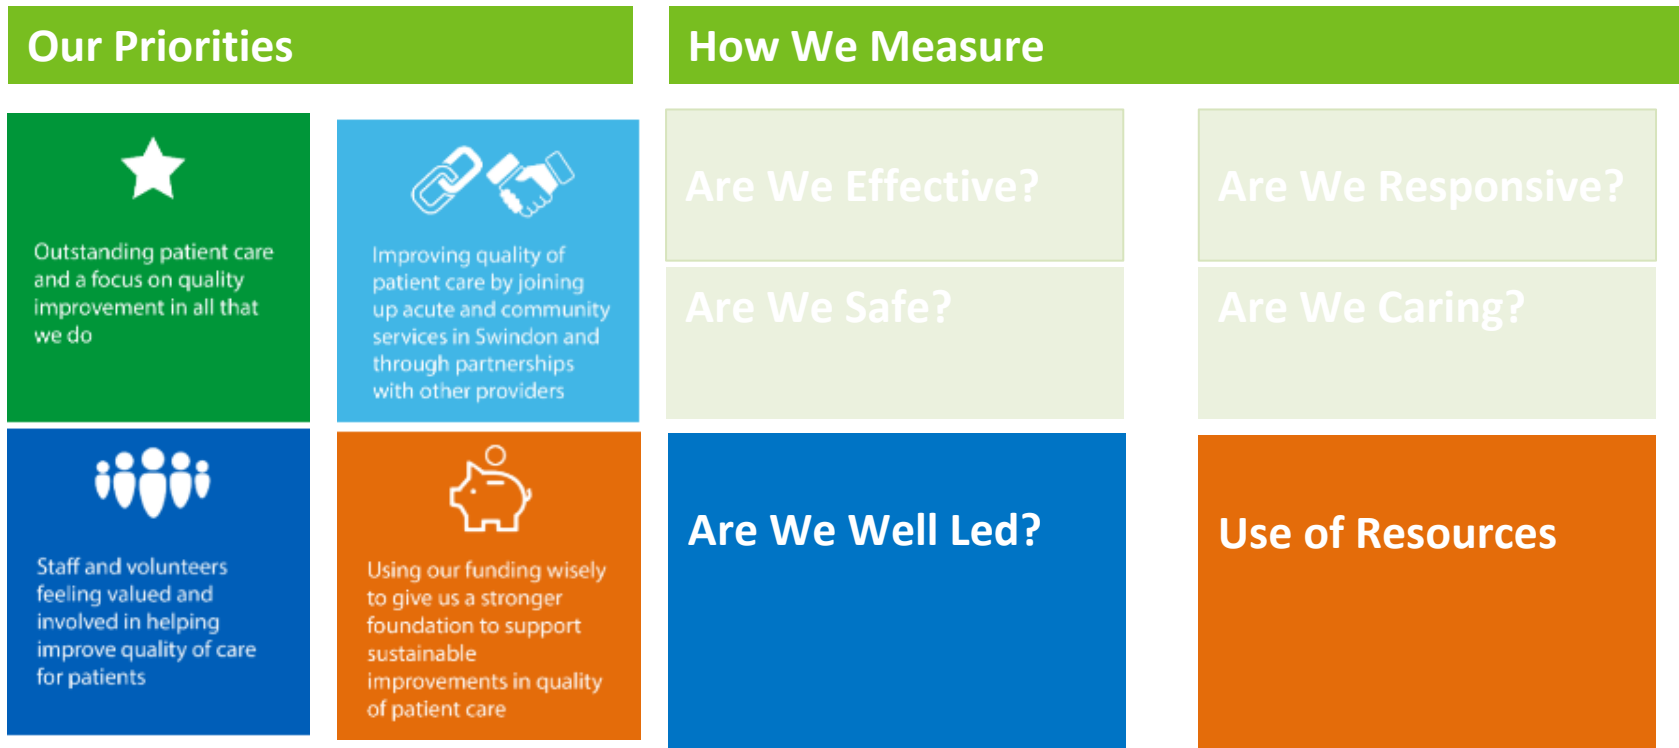 Our Priorities
How We Measure
Outstanding patient care
and a focus on quality
improvement in all that
we do
Improving quality of
patient care by joining
up acute and community
services in Swindon and
through partnerships
with other providers
Are We Effective?
Are We Responsive?
Are We Safe?
Are We Caring?
Staff and volunteers
feeling valued and
involved in helping
improve quality of care
for patients
Using our funding wisely
to give us a stronger
foundation to support
sustainable
improvements in quality
of patient care
Are We Well Led?
Use of Resources